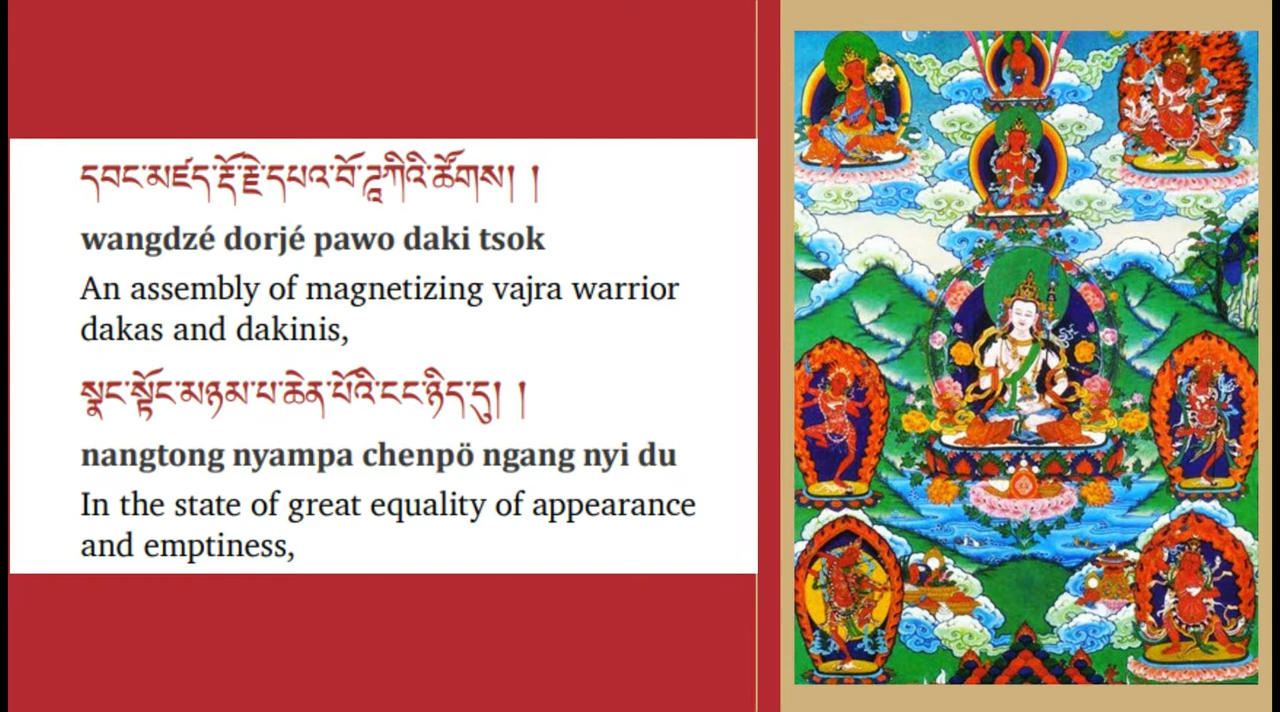 དབང་མཛད་རྡོ་རྗེ་དཔའ་བོ་ཌཱཀིའི་ཚོགས། །
wangdzé dorjé pawo daki tsok
An assembly of magnetizing vajra warrior
dakas and dakinis,
སྣང་སྟོང་མཉམ་པ་ཆེན་པོའི་ངང་ཉིད་དུ། །
nangtong nyampa chenpö ngang nyi du
In the state of great equality of appearance
and emptiness,